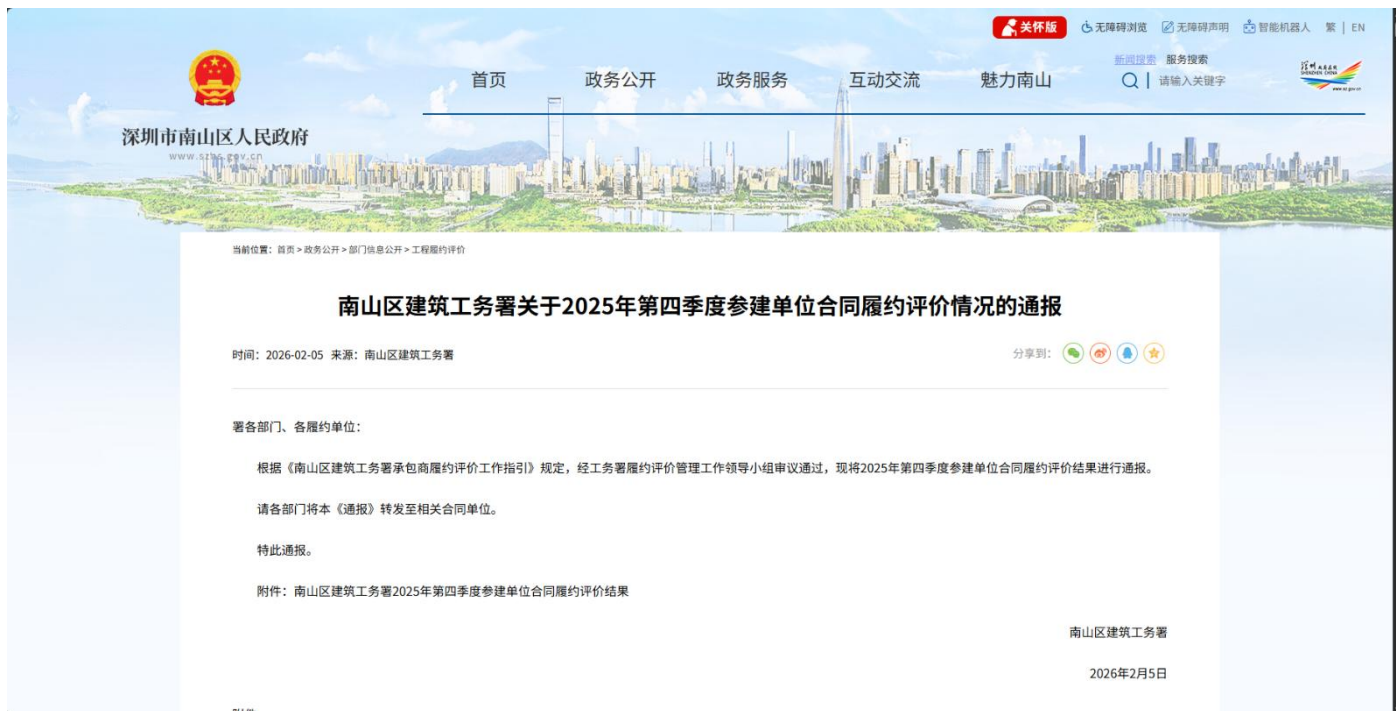 关怀版 无障碍浏览 无障碍声明 智能机器人 繁 | EN
新闻搜索 服务搜索
首页 政务公开 政务服务 互动交流 魅力南山 请输入关键字
深圳市南山区人民政府
www.szns.gov.cn
当前位置：首页 > 政务公开 > 部门信息公开 > 工程履约评价
南山区建筑工务署关于2025年第四季度参建单位合同履约评价情况的通报
时间：2026-02-05 来源：南山区建筑工务署 分享到：
署各部门、各履约单位：
根据《南山区建筑工务署承包商履约评价工作指引》规定，经工务署履约评价管理工作领导小组审议通过，现将2025年第四季度参建单位合同履约评价结果进行通报。
请各部门将本《通报》转发至相关合同单位。
特此通报。
附件：南山区建筑工务署2025年第四季度参建单位合同履约评价结果
南山区建筑工务署
2026年2月5日